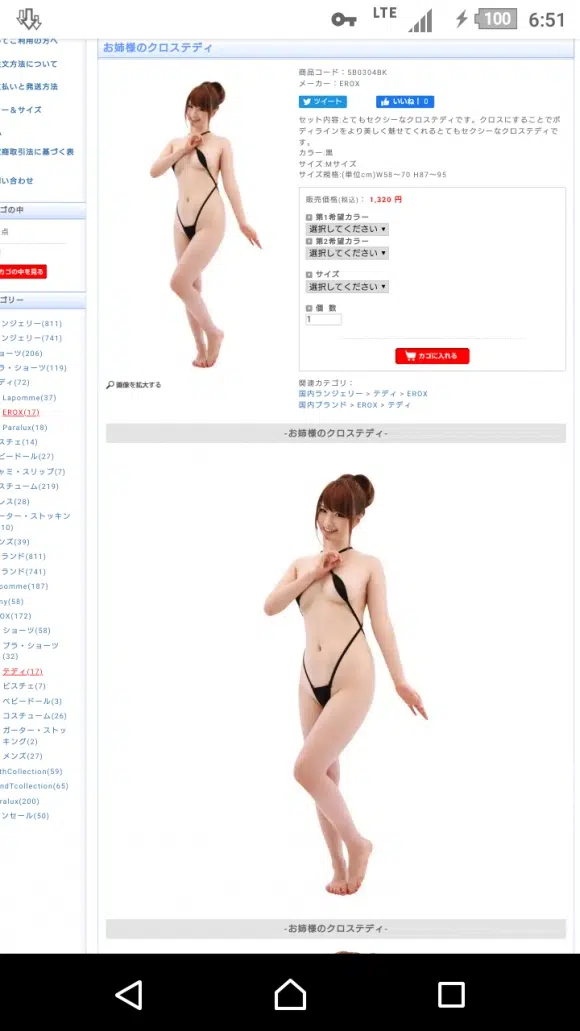 LTE
100
6:51
てご利用の方へ
文方法について
払いと発送方法
ー&サイズ
商取引法に基づく表
い合わせ
ゴの中
点
カゴの中を見る
ゴリー
ンジェリー(811)
ンジェリー(741)
ョーツ(206)
ラ・ショーツ(119)
ディ(72)
Lapomme(37)
EROX(17)
Paralux(18)
スチェ(14)
ビードール(27)
ャミ・スリップ(7)
スチューム(219)
レス(28)
ーター・ストッキン
10)
ンズ(39)
ランド(811)
ランド(741)
pomme(187)
ny(58)
OX(172)
ショーツ(58)
ブラ・ショーツ
(32)
テディ(17)
ビスチェ(7)
ベビードール(3)
コスチューム(26)
ガーター・ストッ
キング(2)
メンズ(27)
thCollection(59)
ndTcollection(65)
ralux(200)
ンセール(50)
お姉様のクロステディ
商品コード:5B0304BK
メーカー:EROX
ツイート
いいね! 0
セット内容:とてもセクシーなクロステディです。クロスにすることでボ
ディラインをより美しく魅せてくれるとてもセクシーなクロステディで
す。
カラー:黒
サイズ:Mサイズ
サイズ規格:(単位cm)W58~70 H87~95
販売価格(税込): 1,320 円
第1希望カラー
選択してください
第2希望カラー
選択してください
サイズ
選択してください
個 数
1
カゴに入れる
画像を拡大する
関連カテゴリ:
国内ランジェリー > テディ > EROX
国内ブランド > EROX > テディ
-お姉様のクロステディ-
-お姉様のクロステディ-